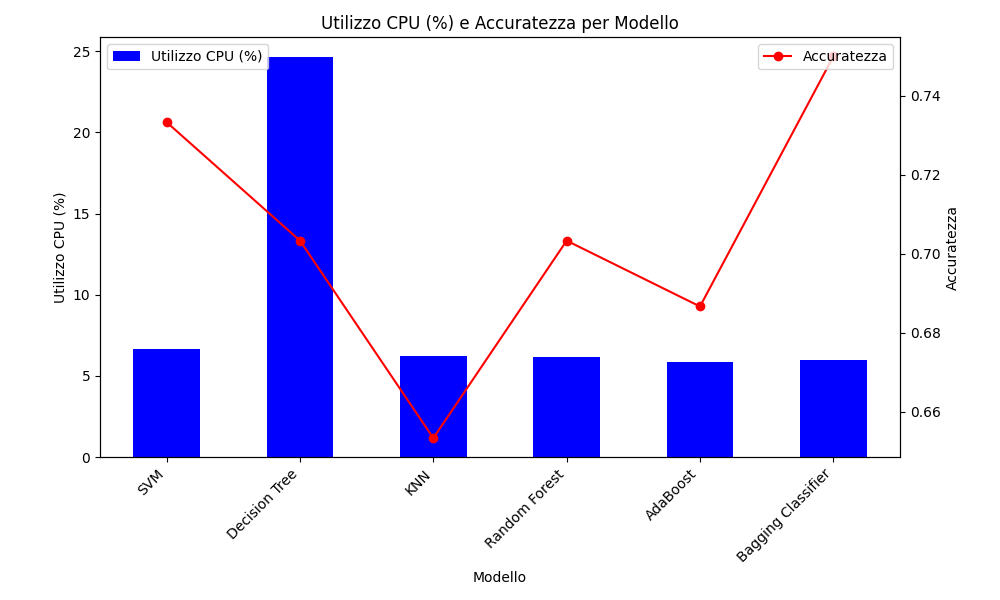 Utilizzo CPU (%) e Accuratezza per Modello
Utilizzo CPU (%)
Accuratezza
25
20
15
10
5
0
Utilizzo CPU (%)
0.74
0.72
0.70
0.68
0.66
Accuratezza
SVM
Decision Tree
KNN
Random Forest
AdaBoost
Bagging Classifier
Modello